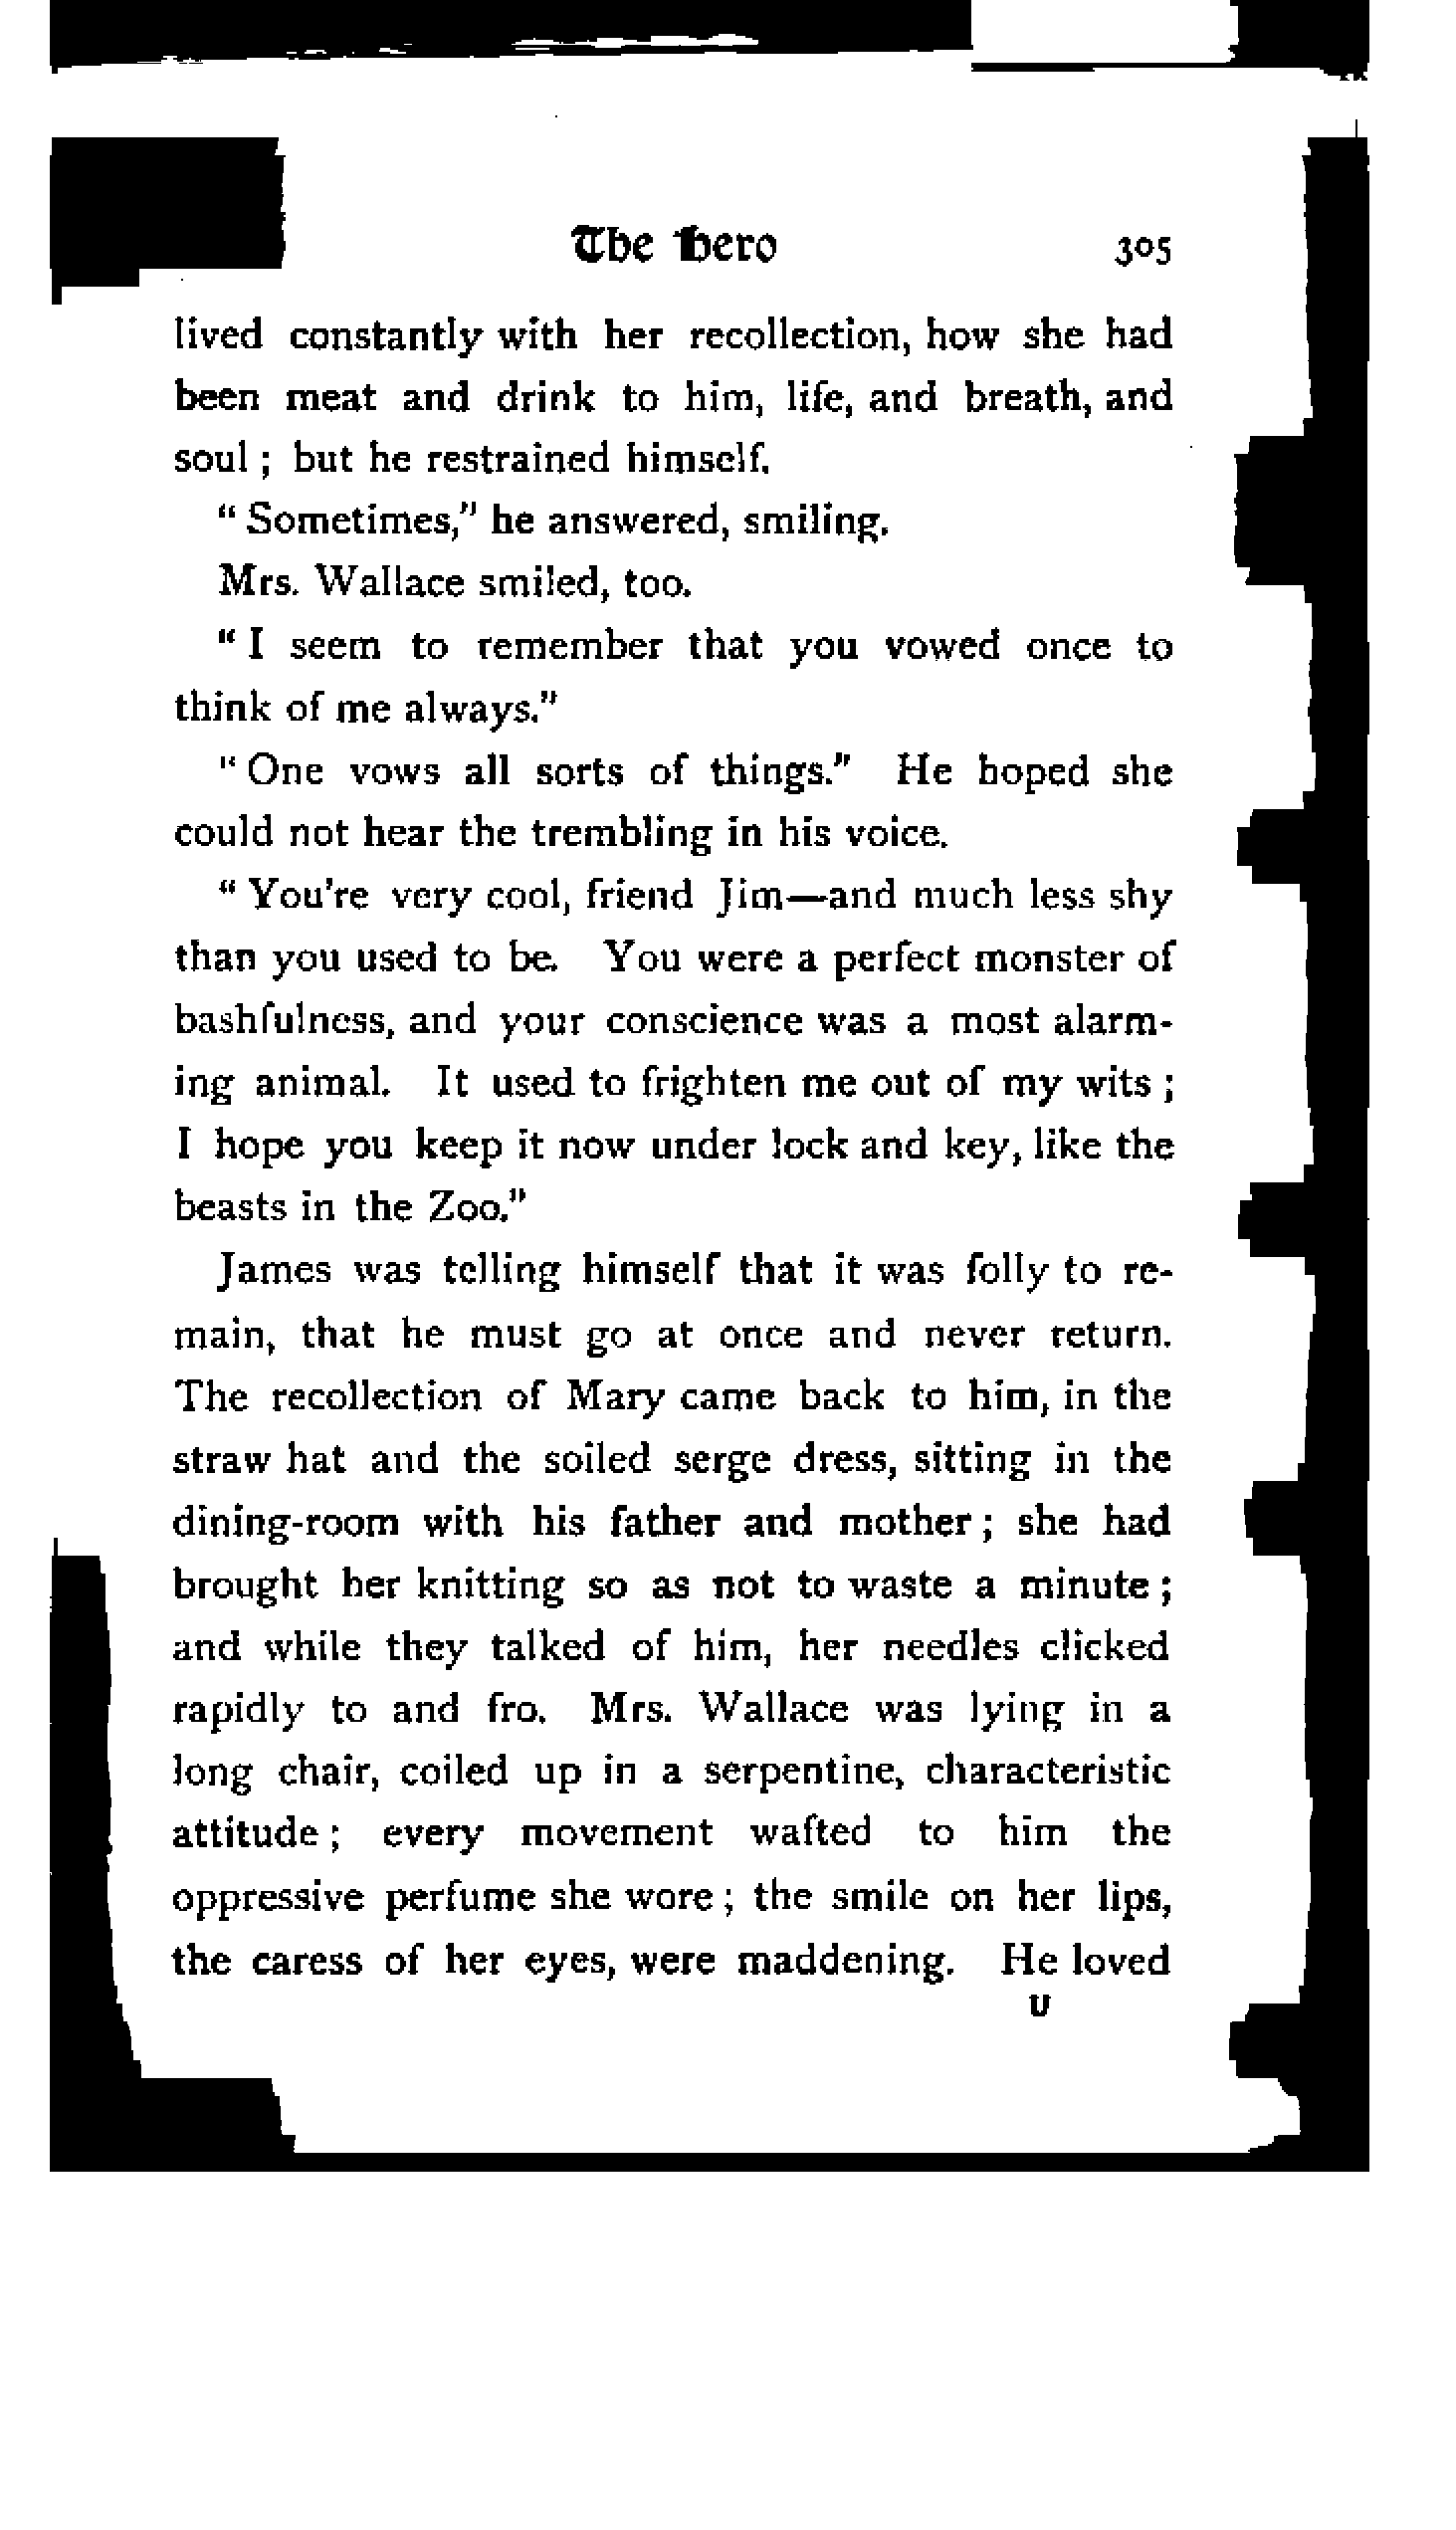 The Hero 305
lived constantly with her recollection, how she had
been meat and drink to him, life, and breath, and
soul ; but he restrained himself.
" Sometimes," he answered, smiling.
Mrs. Wallace smiled, too.
" I seem to remember that you vowed once to
think of me always."
" One vows all sorts of things." He hoped she
could not hear the trembling in his voice.
" You're very cool, friend Jim—and much less shy
than you used to be. You were a perfect monster of
bashfulness, and your conscience was a most alarm-
ing animal. It used to frighten me out of my wits ;
I hope you keep it now under lock and key, like the
beasts in the Zoo."
James was telling himself that it was folly to re-
main, that he must go at once and never return.
The recollection of Mary came back to him, in the
straw hat and the soiled serge dress, sitting in the
dining-room with his father and mother ; she had
brought her knitting so as not to waste a minute ;
and while they talked of him, her needles clicked
rapidly to and fro. Mrs. Wallace was lying in a
long chair, coiled up in a serpentine, characteristic
attitude ; every movement wafted to him the
oppressive perfume she wore ; the smile on her lips,
the caress of her eyes, were maddening. He loved
U